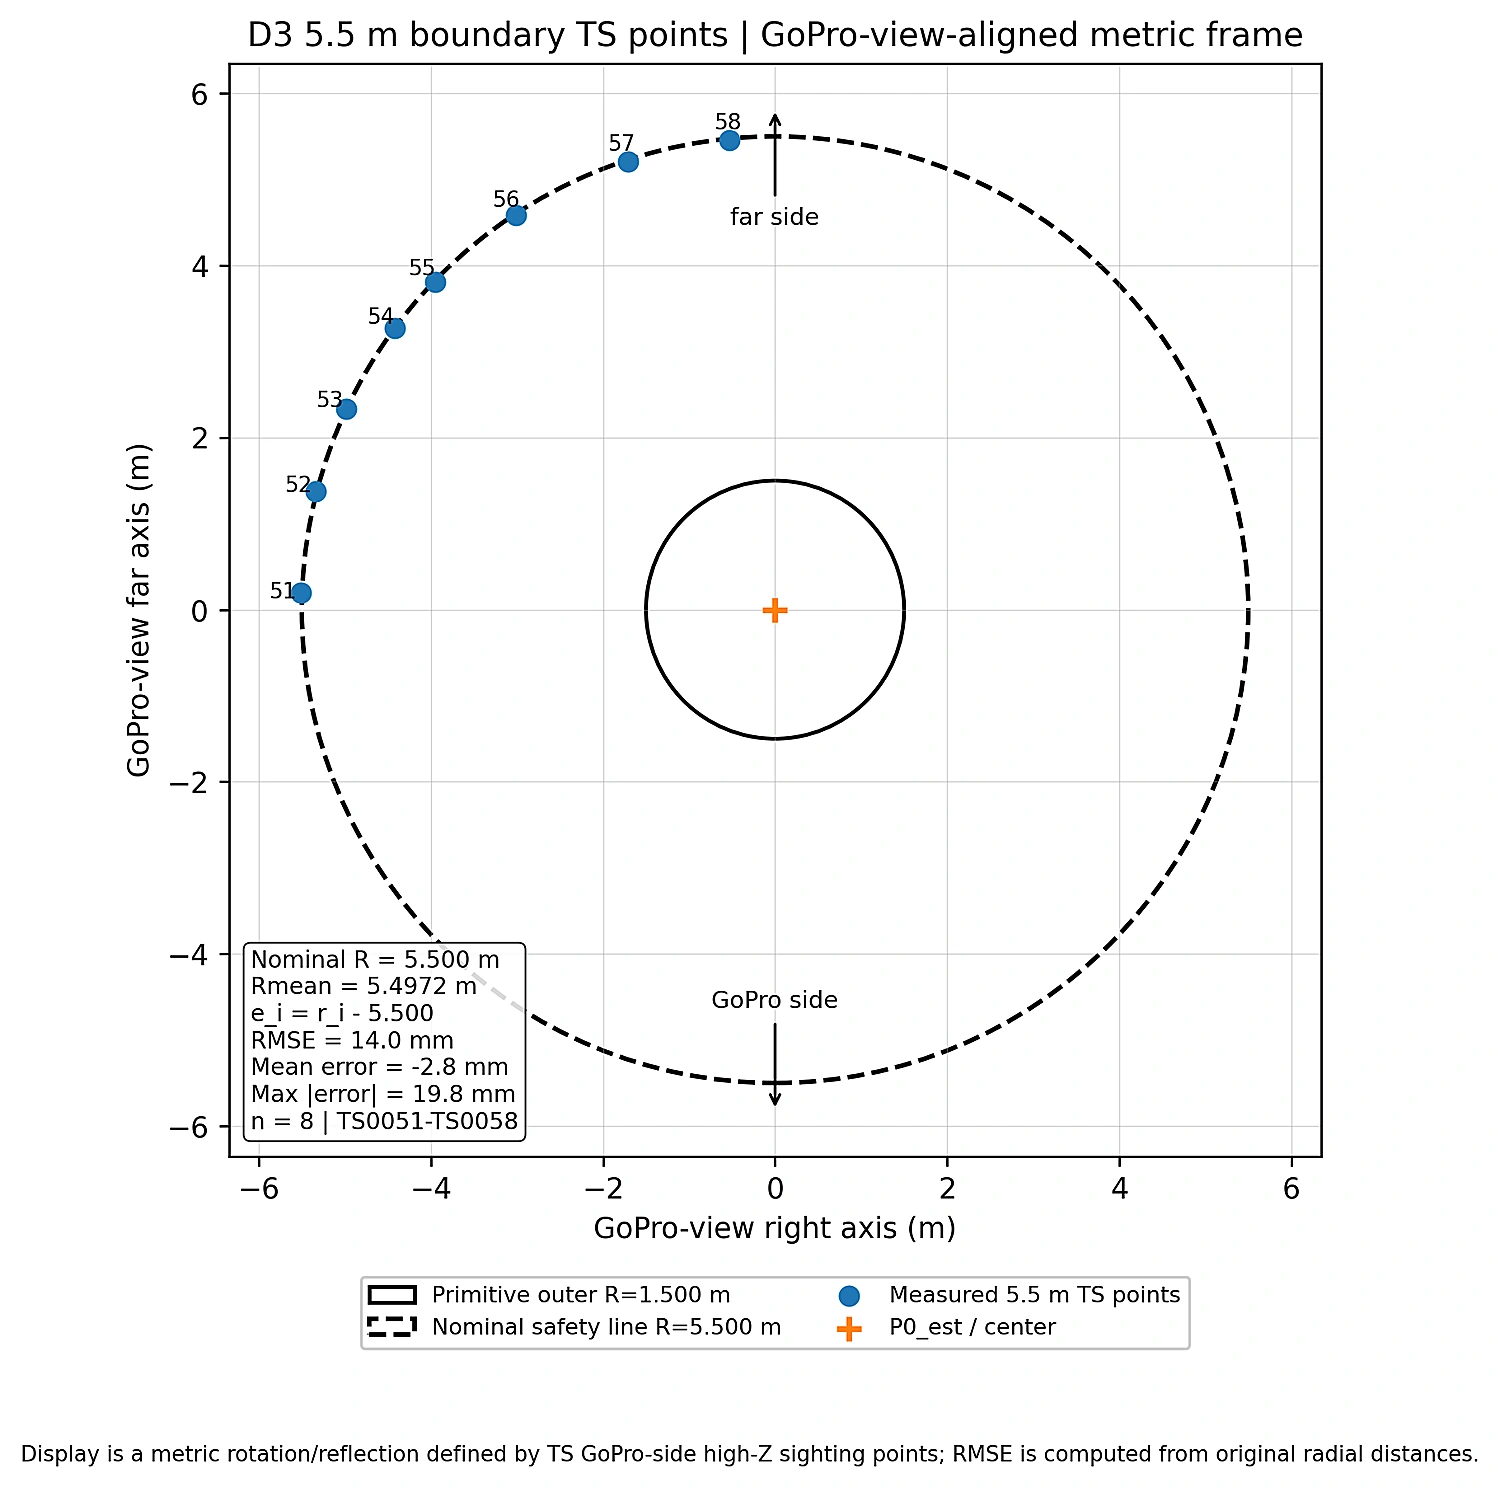 D3 5.5 m boundary TS points | GoPro-view-aligned metric frame
6
4
2
0
−2
−4
−6
GoPro-view far axis (m)
58
57
56
55
54
53
52
51
far side
GoPro side
Nominal R = 5.500 m
Rmean = 5.4972 m
e_i = r_i - 5.500
RMSE = 14.0 mm
Mean error = -2.8 mm
Max |error| = 19.8 mm
n = 8 | TS0051-TS0058
−6 −4 −2 0 2 4 6
GoPro-view right axis (m)
Primitive outer R=1.500 m
Nominal safety line R=5.500 m
Measured 5.5 m TS points
P0_est / center
Display is a metric rotation/reflection defined by TS GoPro-side high-Z sighting points; RMSE is computed from original radial distances.